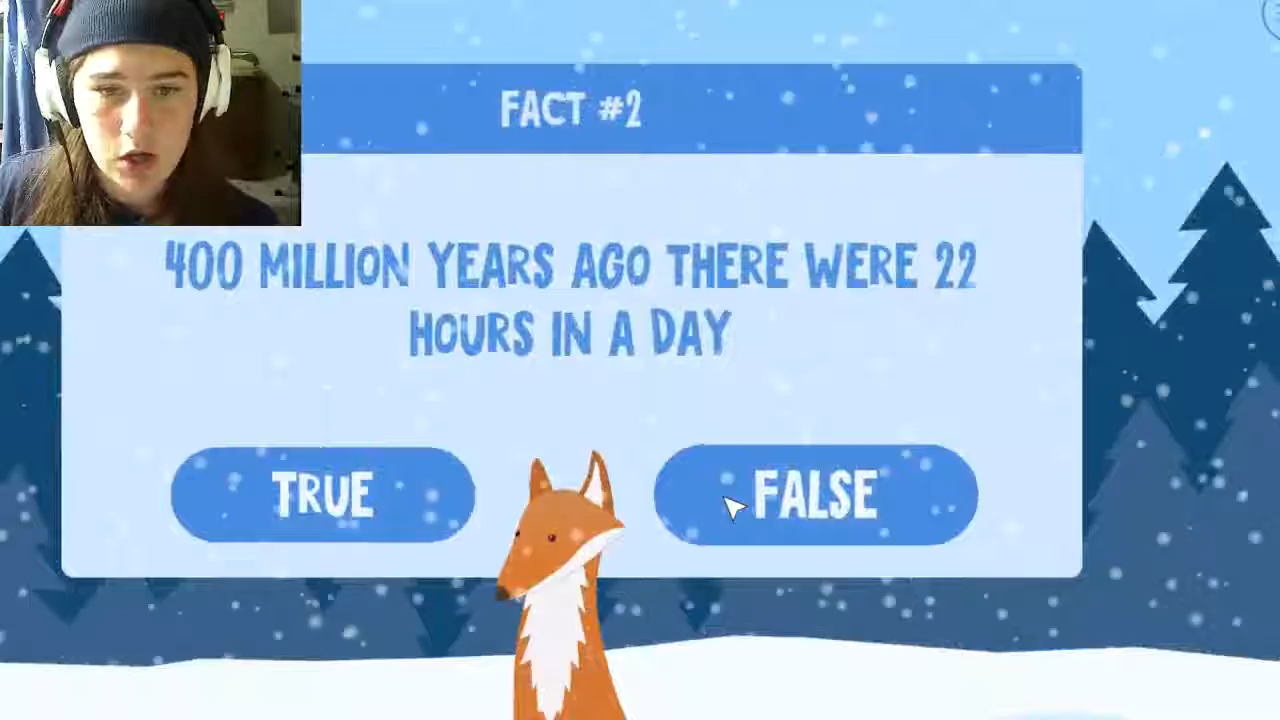 FACT #2
400 MILLION YEARS AGO THERE WERE 22
HOURS IN A DAY
TRUE
FALSE